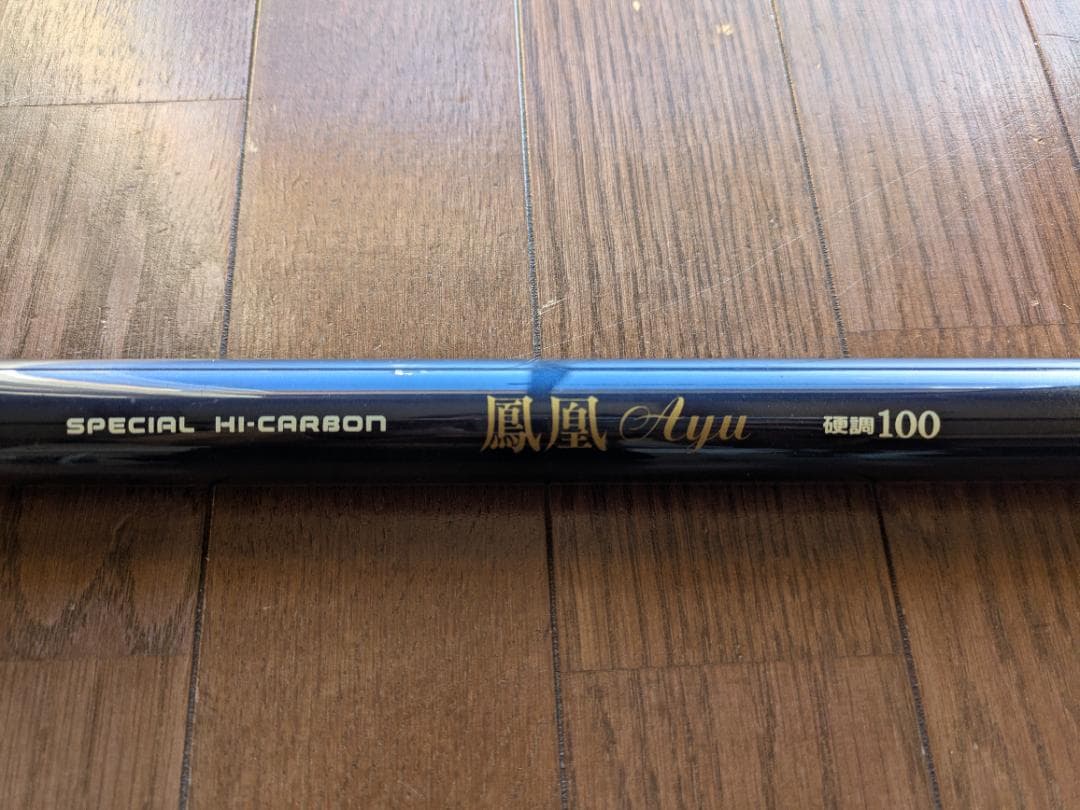 SPECIAL HI-CARBON 鳳凰 Ayu 硬調100